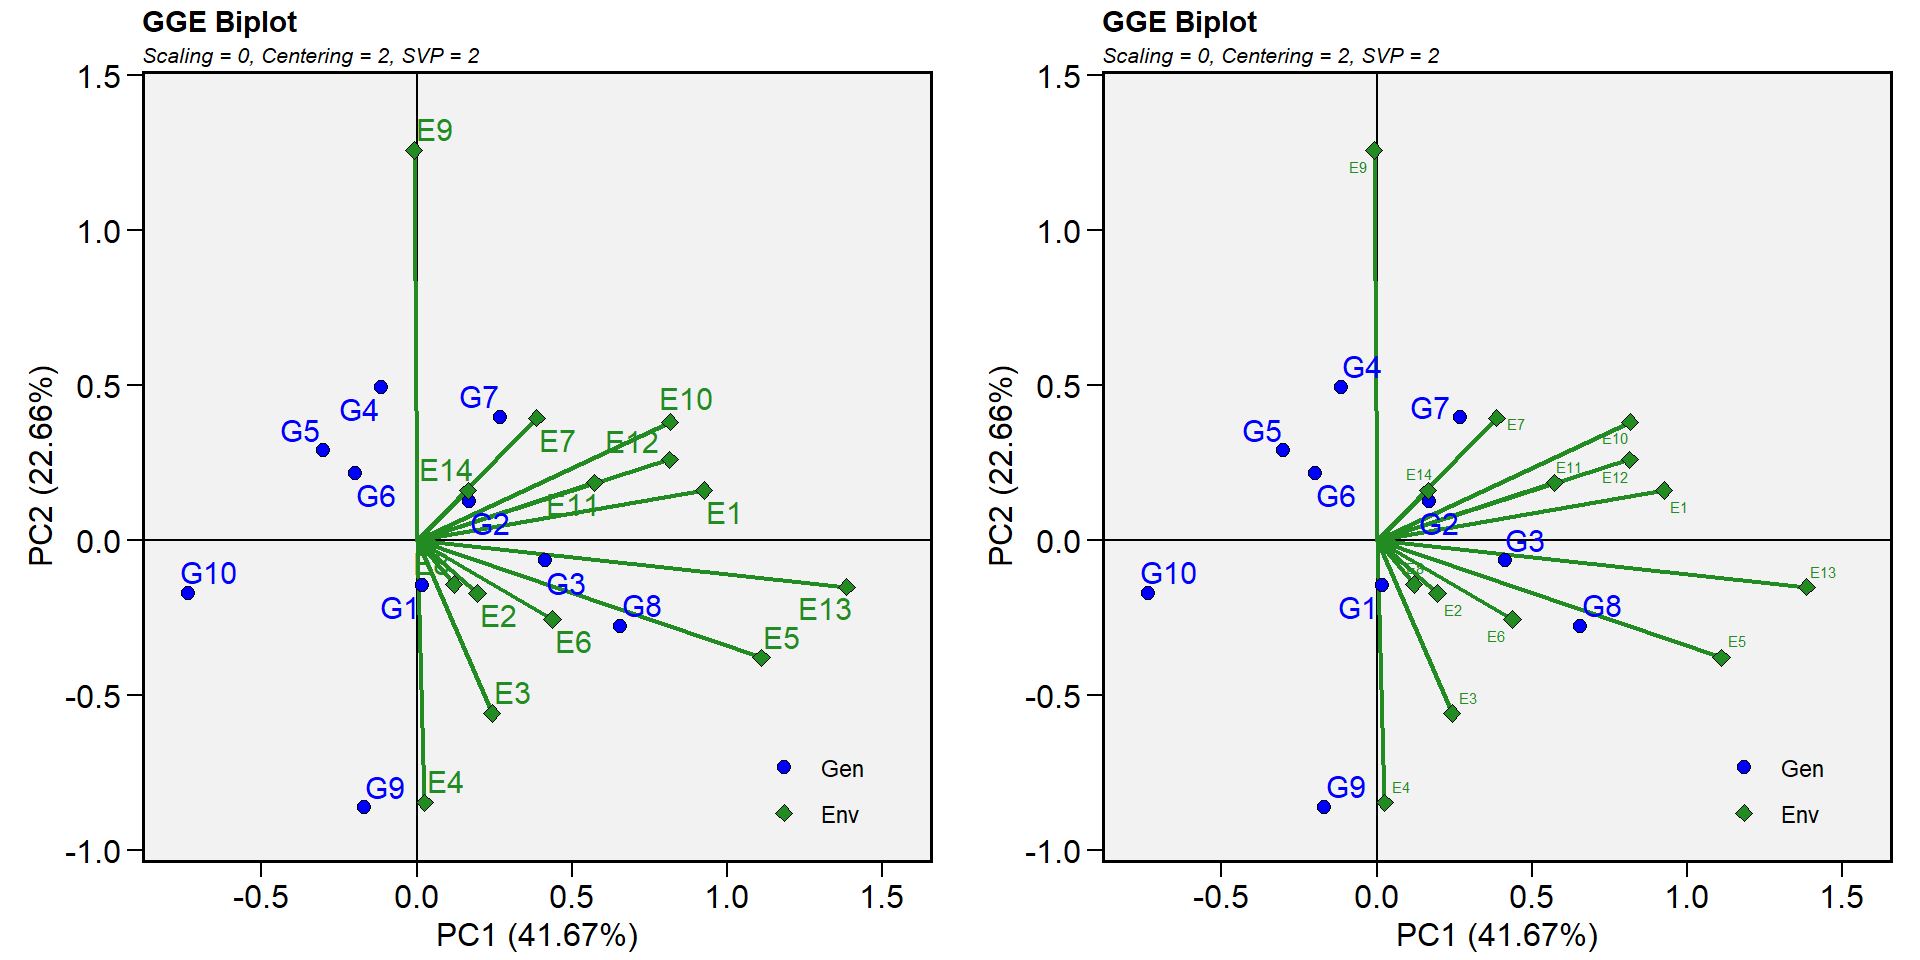 GGE Biplot
Scaling = 0, Centering = 2, SVP = 2
1.5
1.0
0.5
0.0
-0.5
-1.0
PC2 (22.66%)
E9
G4
G5
G6
G7
E7
E10
E12
E14
E11
G2
E1
G10
G1
E2
G3
E6
G8
E13
E5
E3
E4
G9
Gen
Env
-0.5 0.0 0.5 1.0 1.5
PC1 (41.67%)
GGE Biplot
Scaling = 0, Centering = 2, SVP = 2
1.5
1.0
0.5
0.0
-0.5
-1.0
PC2 (22.66%)
E9
G4
G5
G6
G7
E7
E10
E11
E12
E14
G2
E1
G3
G10
G1
E8
E2
E6
G8
E13
E5
E3
E4
G9
Gen
Env
-0.5 0.0 0.5 1.0 1.5
PC1 (41.67%)